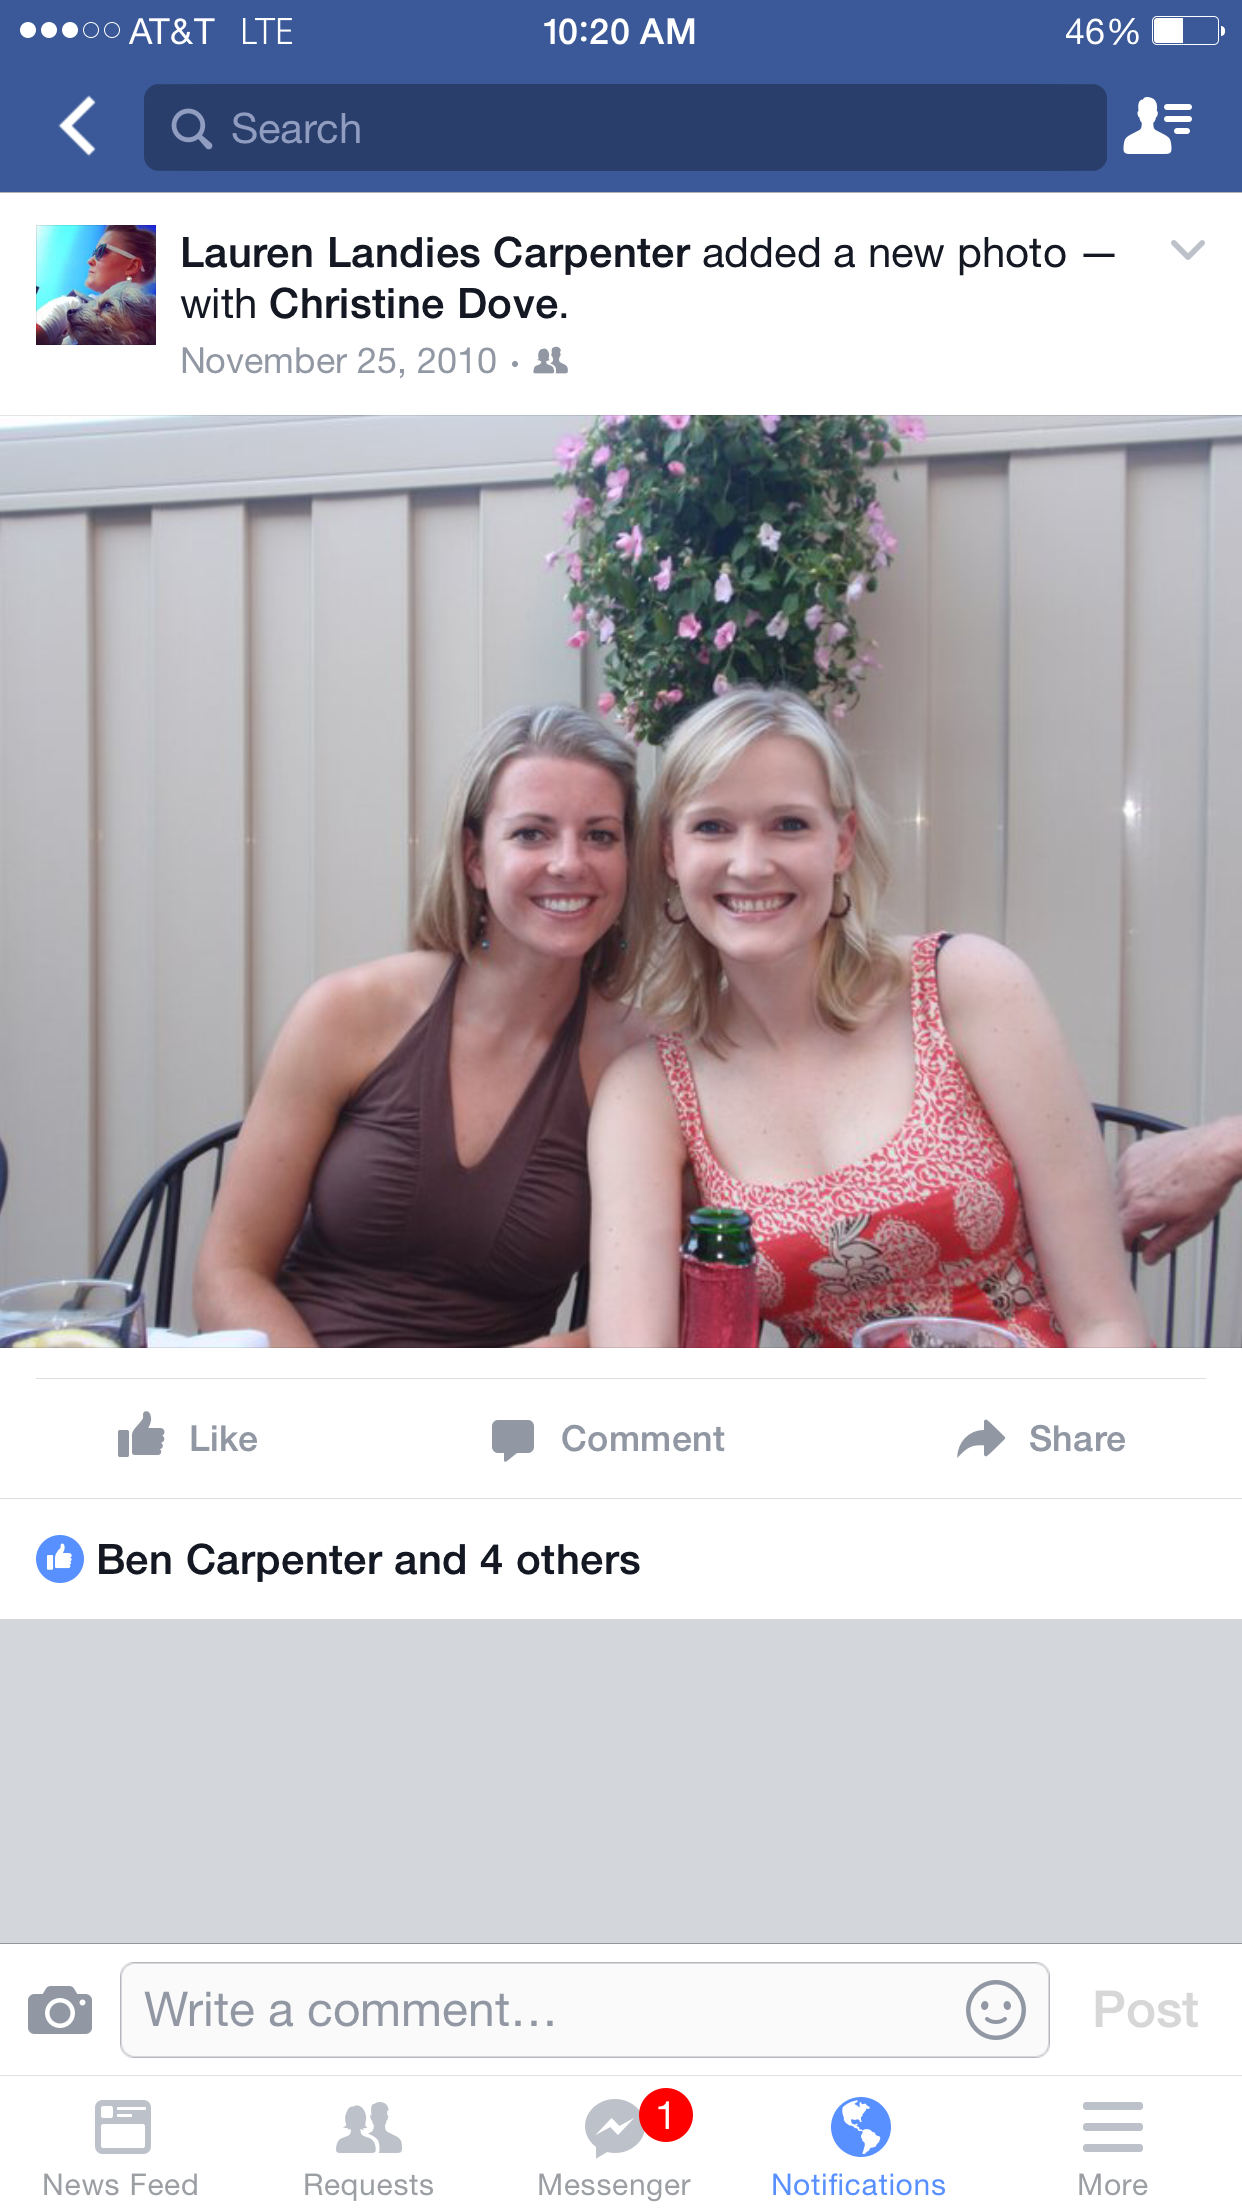 AT&T LTE 10:20 AM 46%
Search
Lauren Landies Carpenter added a new photo —
with Christine Dove.
November 25, 2010 ·
Like Comment Share
Ben Carpenter and 4 others
Write a comment... Post
1
News Feed Requests Messenger Notifications More